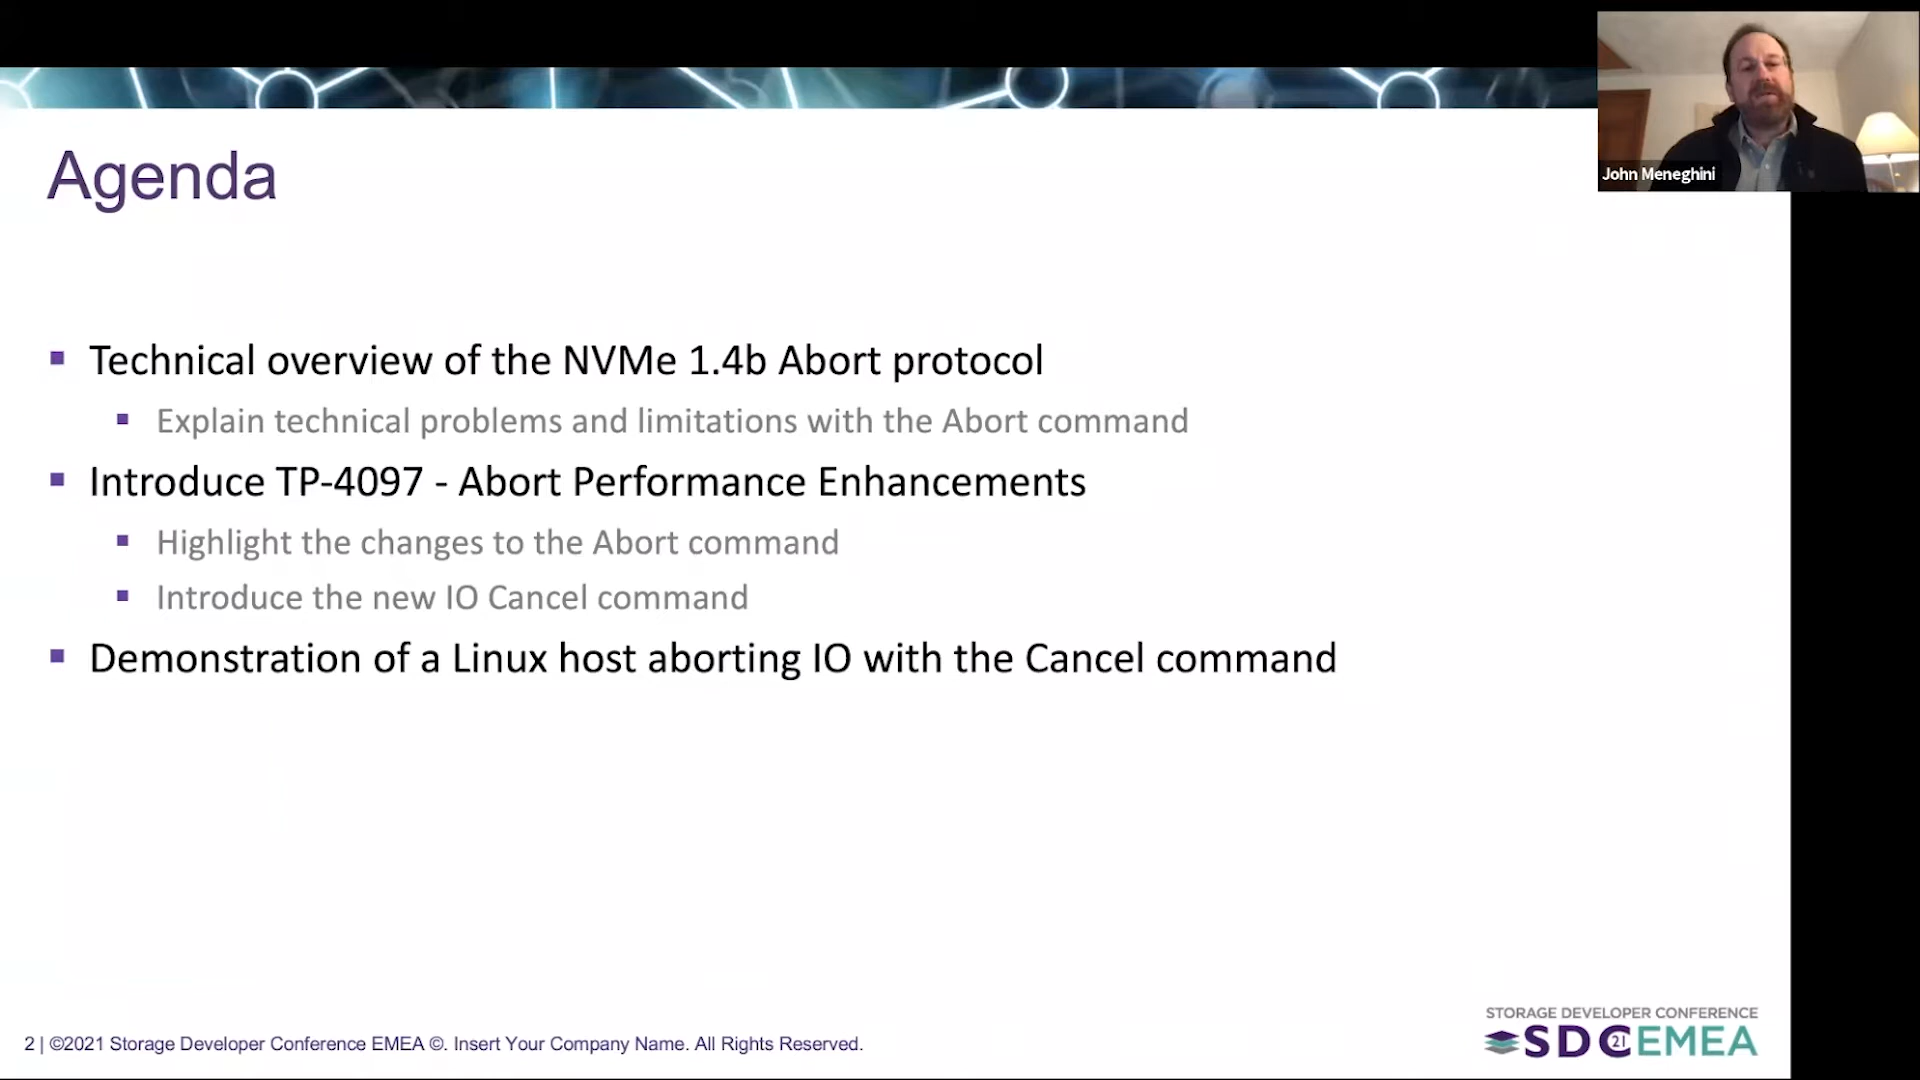 John Meneghini
Agenda
Technical overview of the NVMe 1.4b Abort protocol
Explain technical problems and limitations with the Abort command
Introduce TP-4097 - Abort Performance Enhancements
Highlight the changes to the Abort command
Introduce the new IO Cancel command
Demonstration of a Linux host aborting IO with the Cancel command
2 | ©2021 Storage Developer Conference EMEA ©. Insert Your Company Name. All Rights Reserved.
STORAGE DEVELOPER CONFERENCE
SDC 21 EMEA